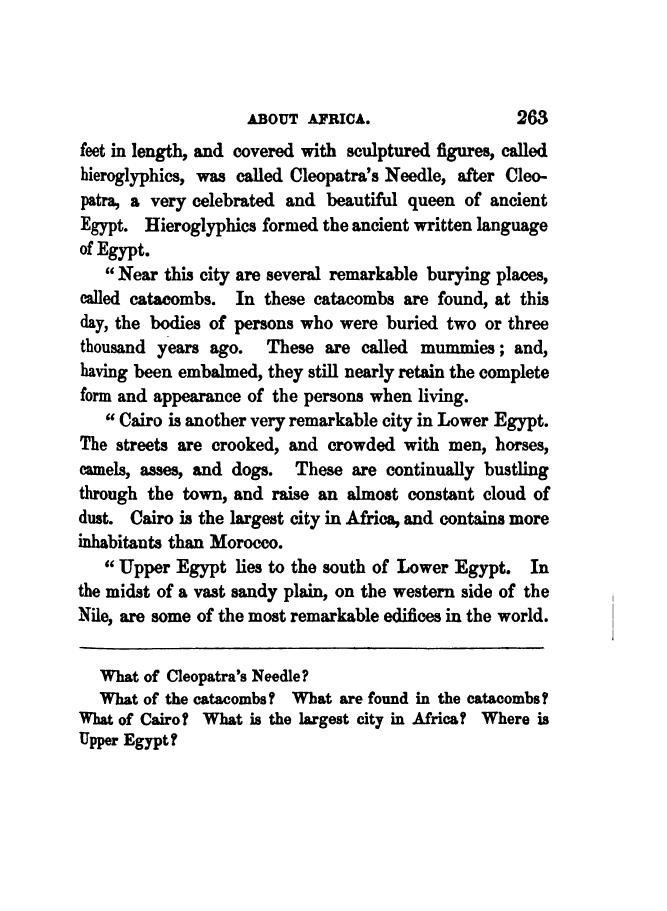 ABOUT AFRICA. 263
feet in length, and covered with sculptured figures, called
hieroglyphics, was called Cleopatra's Needle, after Cleo-
patra, a very celebrated and beautiful queen of ancient
Egypt. Hieroglyphics formed the ancient written language
of Egypt.
"Near this city are several remarkable burying places,
called catacombs. In these catacombs are found, at this
day, the bodies of persons who were buried two or three
thousand years ago. These are called mummies; and,
having been embalmed, they still nearly retain the complete
form and appearance of the persons when living.
"Cairo is another very remarkable city in Lower Egypt.
The streets are crooked, and crowded with men, horses,
camels, asses, and dogs. These are continually bustling
through the town, and raise an almost constant cloud of
dust. Cairo is the largest city in Africa, and contains more
inhabitants than Morocco.
"Upper Egypt lies to the south of Lower Egypt. In
the midst of a vast sandy plain, on the western side of the
Nile, are some of the most remarkable edifices in the world.
What of Cleopatra's Needle?
What of the catacombs? What are found in the catacombs?
What of Cairo? What is the largest city in Africa? Where is
Upper Egypt?